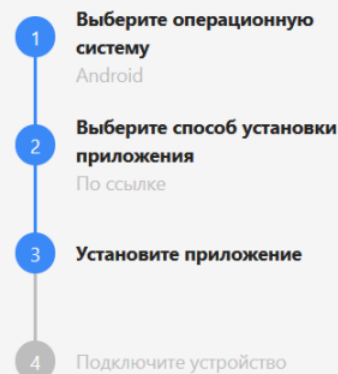 1
Выберите операционную
систему
Android
2
Выберите способ установки
приложения
По ссылке
3
Установите приложение
4
Подключите устройство